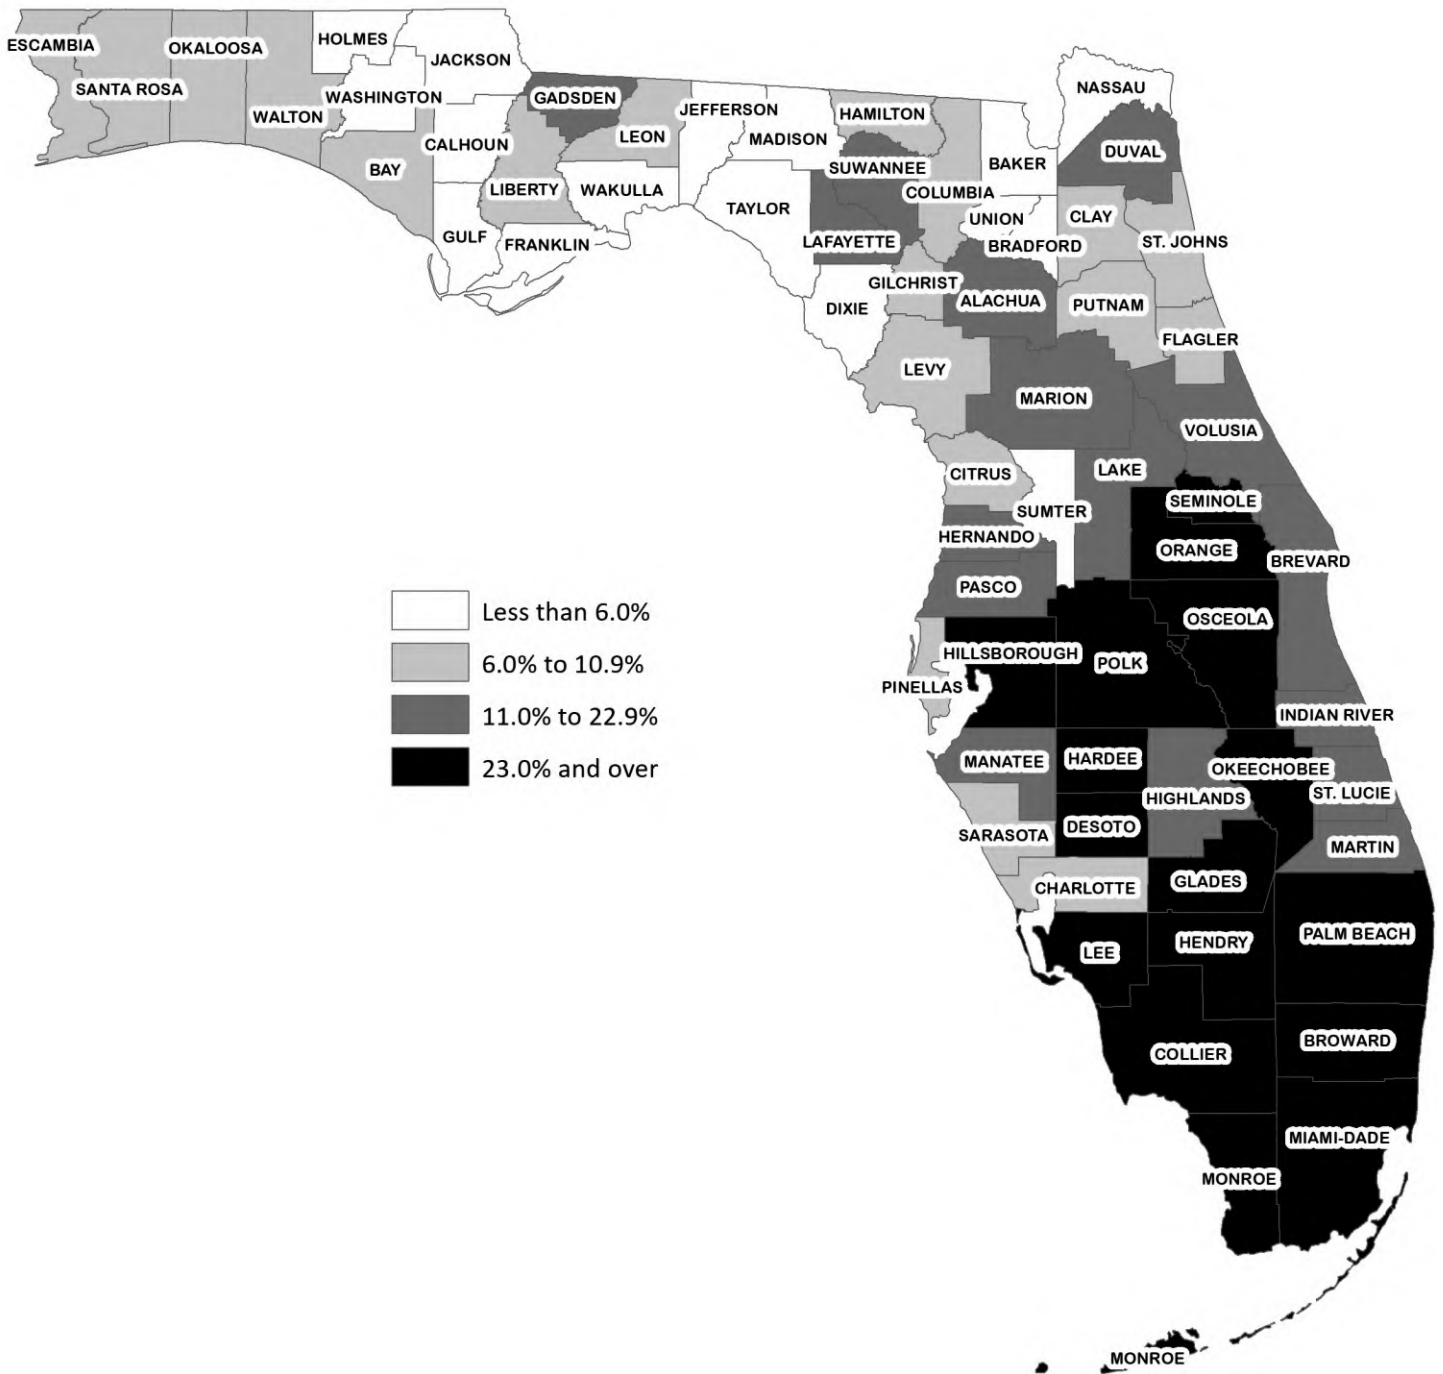 ESCAMBIA
SANTA ROSA
OKALOOSA
WALTON
HOLMES
WASHINGTON
JACKSON
BAY
CALHOUN
GULF
GADSDEN
LIBERTY
FRANKLIN
LEON
WAKULLA
JEFFERSON
MADISON
TAYLOR
HAMILTON
SUWANNEE
LAFAYETTE
DIXIE
COLUMBIA
GILCHRIST
BAKER
UNION
BRADFORD
ALACHUA
LEVY
NASSAU
DUVAL
CLAY
ST. JOHNS
PUTNAM
FLAGLER
MARION
VOLUSIA
CITRUS
SUMTER
LAKE
SEMINOLE
HERNANDO
ORANGE
BREVARD
PASCO
OSCEOLA
HILLSBOROUGH
POLK
PINELLAS
INDIAN RIVER
MANATEE
HARDEE
OKEECHOBEE
HIGHLANDS
ST. LUCIE
SARASOTA
DESOTO
MARTIN
CHARLOTTE
GLADES
LEE
HENDRY
PALM BEACH
COLLIER
BROWARD
MIAMI-DADE
MONROE
MONROE
Less than 6.0%
6.0% to 10.9%
11.0% to 22.9%
23.0% and over